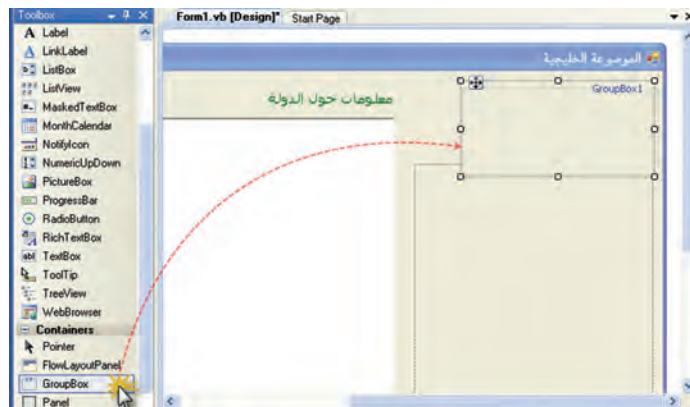 Toolbox
A Label
A LinkLabel
ListBox
ListView
MaskedTextBox
MonthCalendar
NotifyIcon
NumericUpDown
PictureBox
ProgressBar
RadioButton
RichTextBox
abl TextBox
ToolTip
TreeView
WebBrowser
Containers
Pointer
FlowLayoutPanel
GroupBox
Panel
Form1.vb [Design]* Start Page
الموسوعة الخليجية
معلومات حول الدولة
GroupBox1